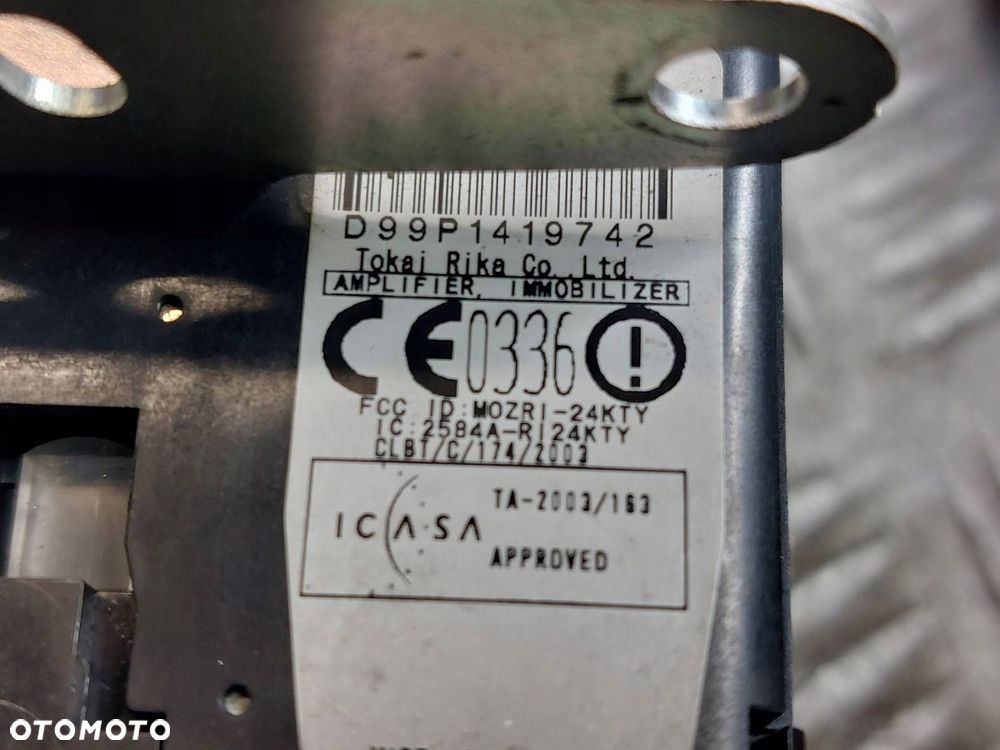 D99P1419742
Tokai Rika Co.,Ltd.
AMPLIFIER, IMMOBILIZER
CE0336
FCC ID:MOZRI-24KTY
IC:2584A-RI24KTY
CLBT/C/174/2003
ICASA
TA-2003/163
APPROVED
OTOMOTO